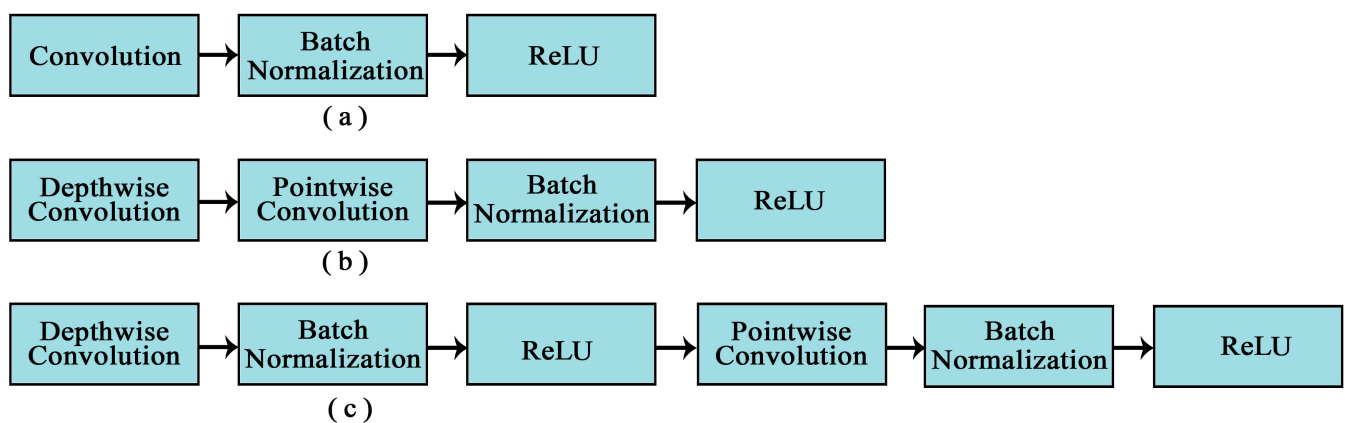 Convolution
Batch
Normalization
ReLU
( a )
Depthwise
Convolution
Pointwise
Convolution
Batch
Normalization
ReLU
( b )
Depthwise
Convolution
Batch
Normalization
ReLU
Pointwise
Convolution
Batch
Normalization
ReLU
( c )